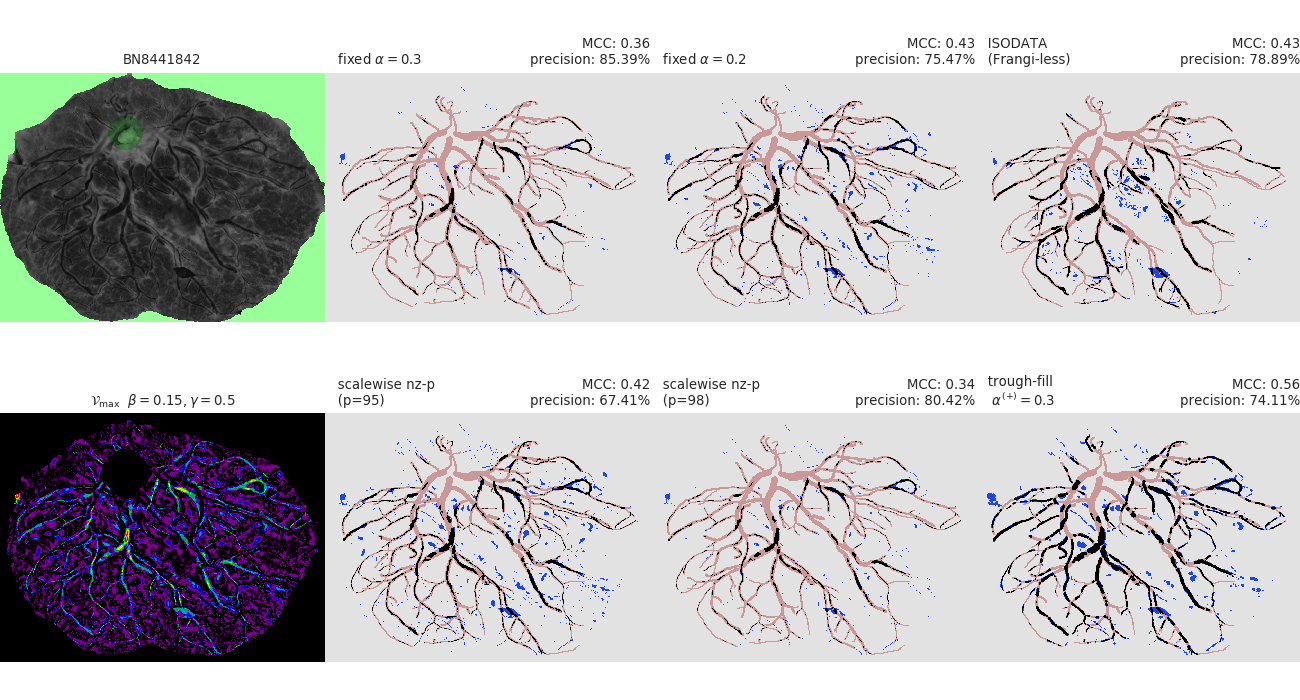 BN8441842
fixed α = 0.3
MCC: 0.36
precision: 85.39%
fixed α = 0.2
MCC: 0.43
precision: 75.47%
ISODATA
(Frangi-less)
MCC: 0.43
precision: 78.89%
𝒱max β = 0.15, γ = 0.5
scalewise nz-p
(p=95)
MCC: 0.42
precision: 67.41%
scalewise nz-p
(p=98)
MCC: 0.34
precision: 80.42%
trough-fill
α(+) = 0.3
MCC: 0.56
precision: 74.11%